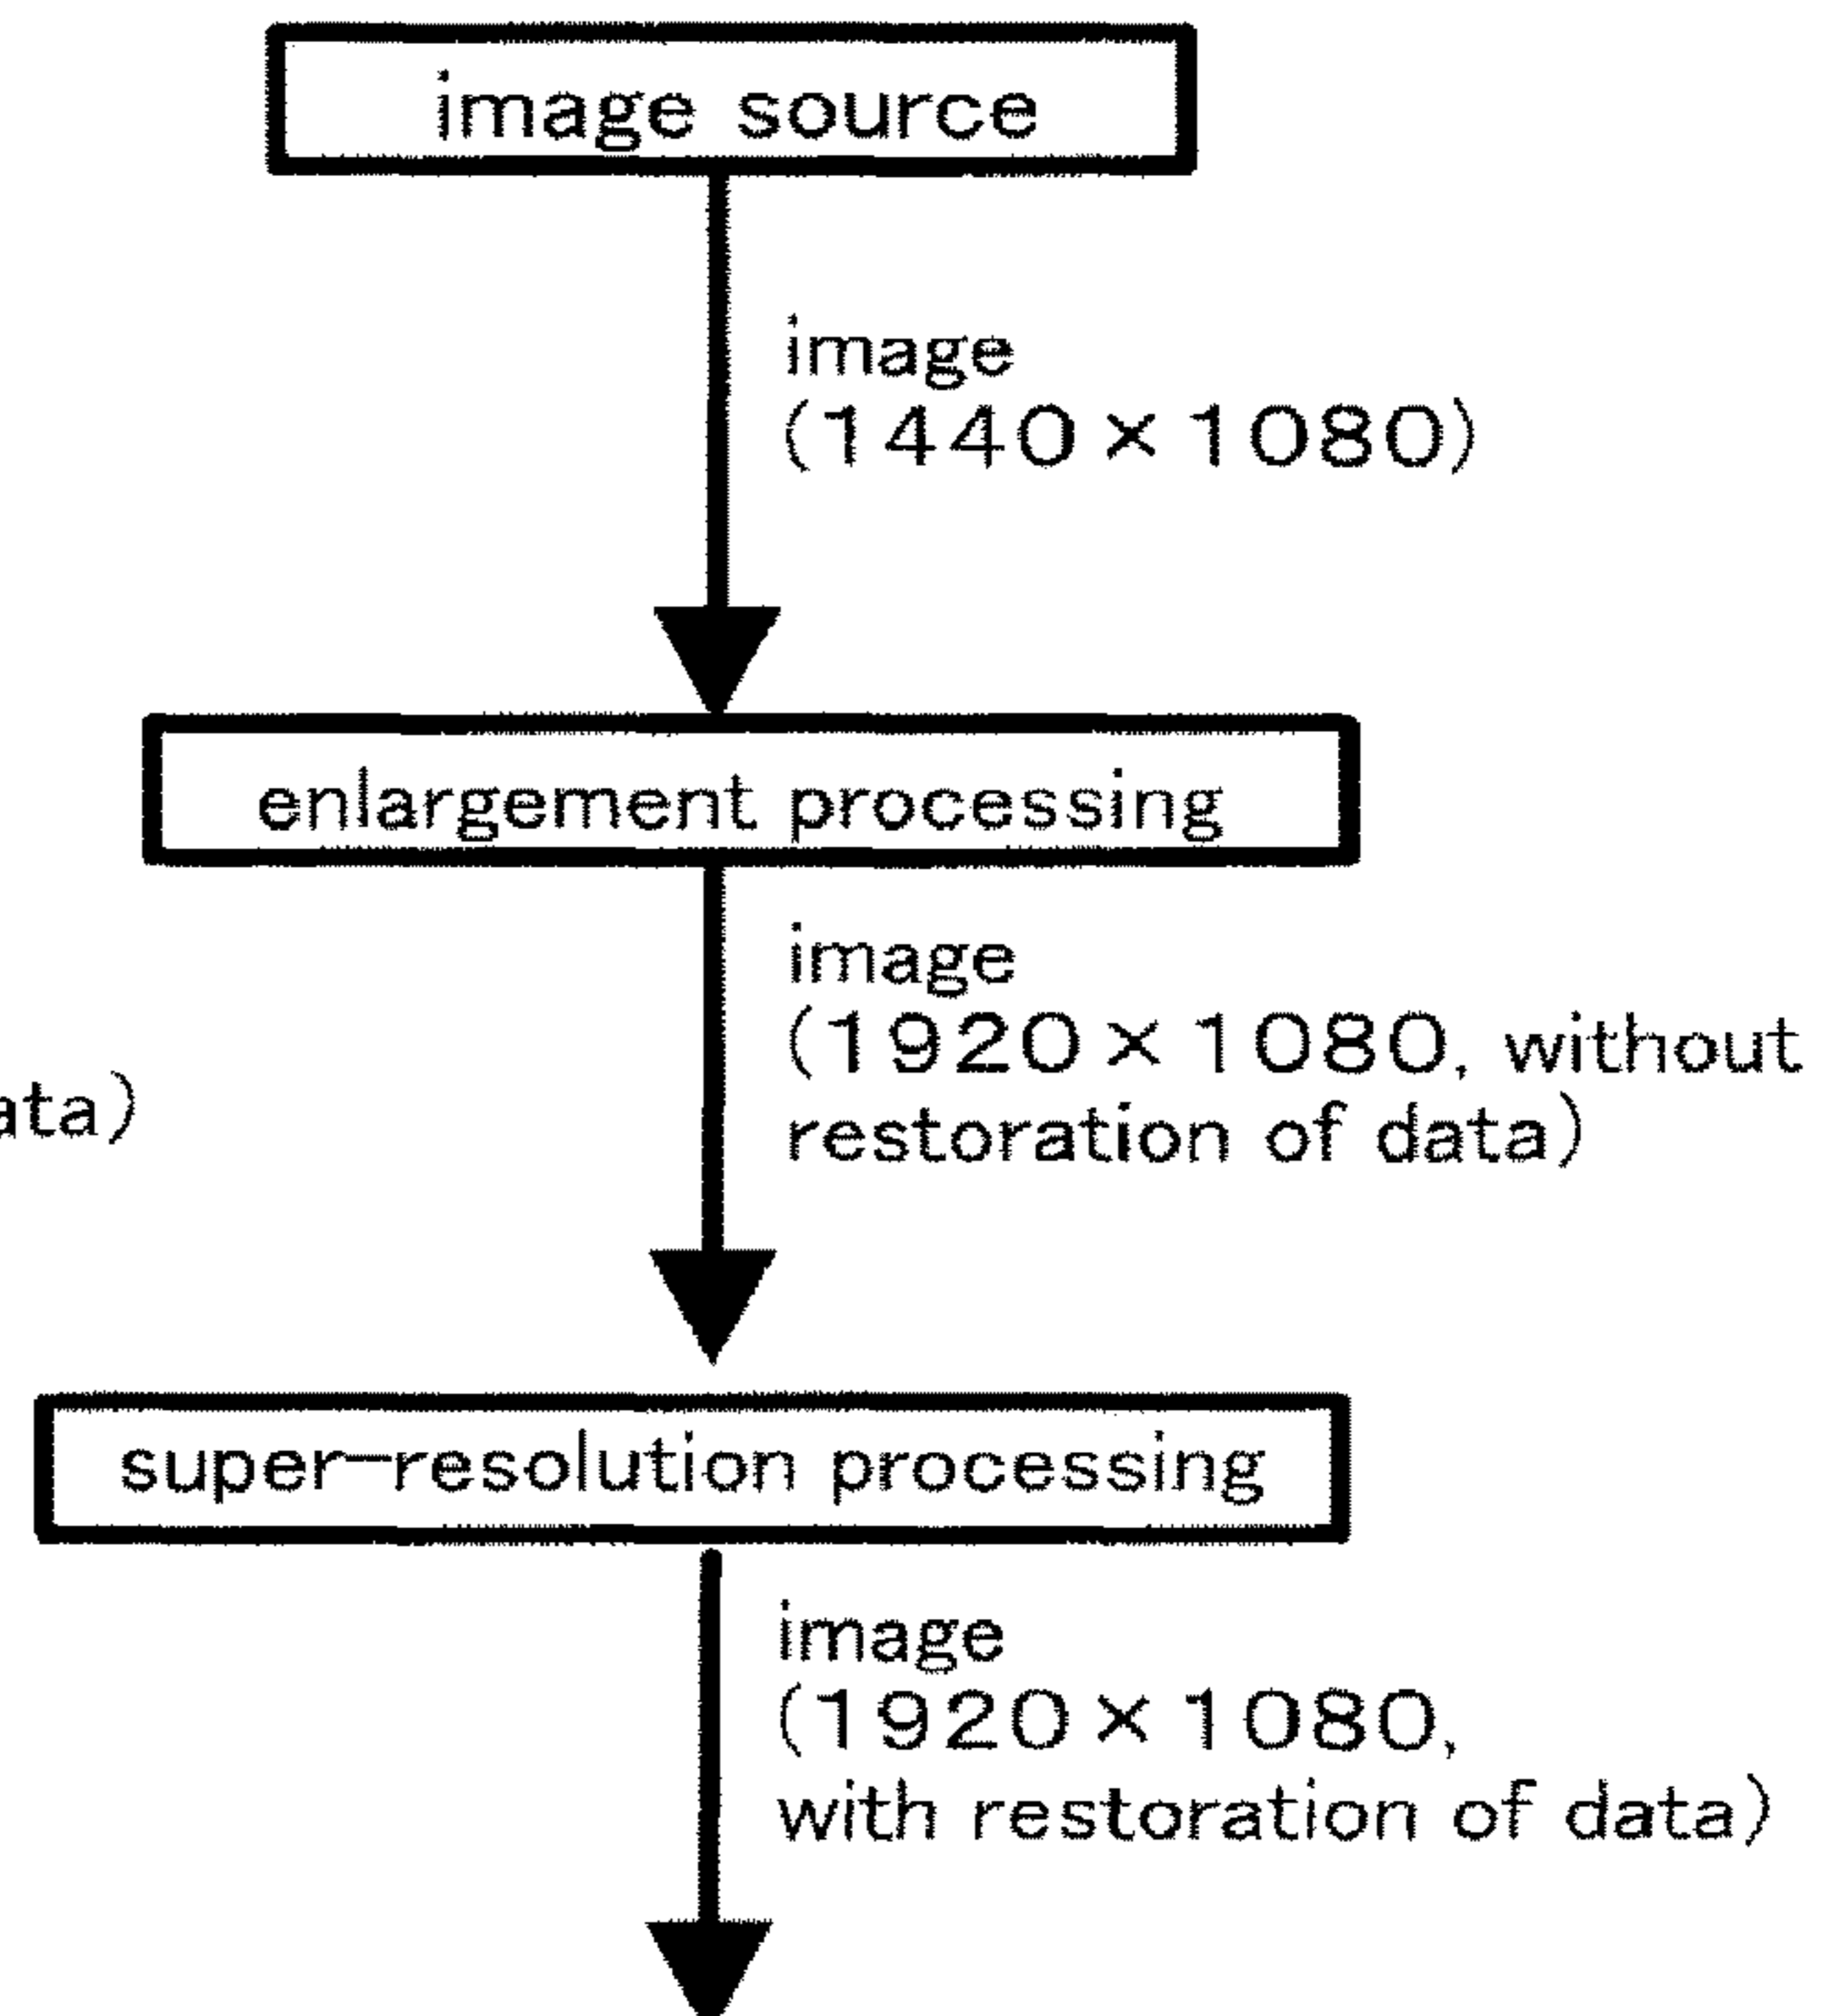 image source
image
(1440×1080)
enlargement processing
image
(1920×1080, without
restoration of data)
super-resolution processing
image
(1920×1080,
with restoration of data)